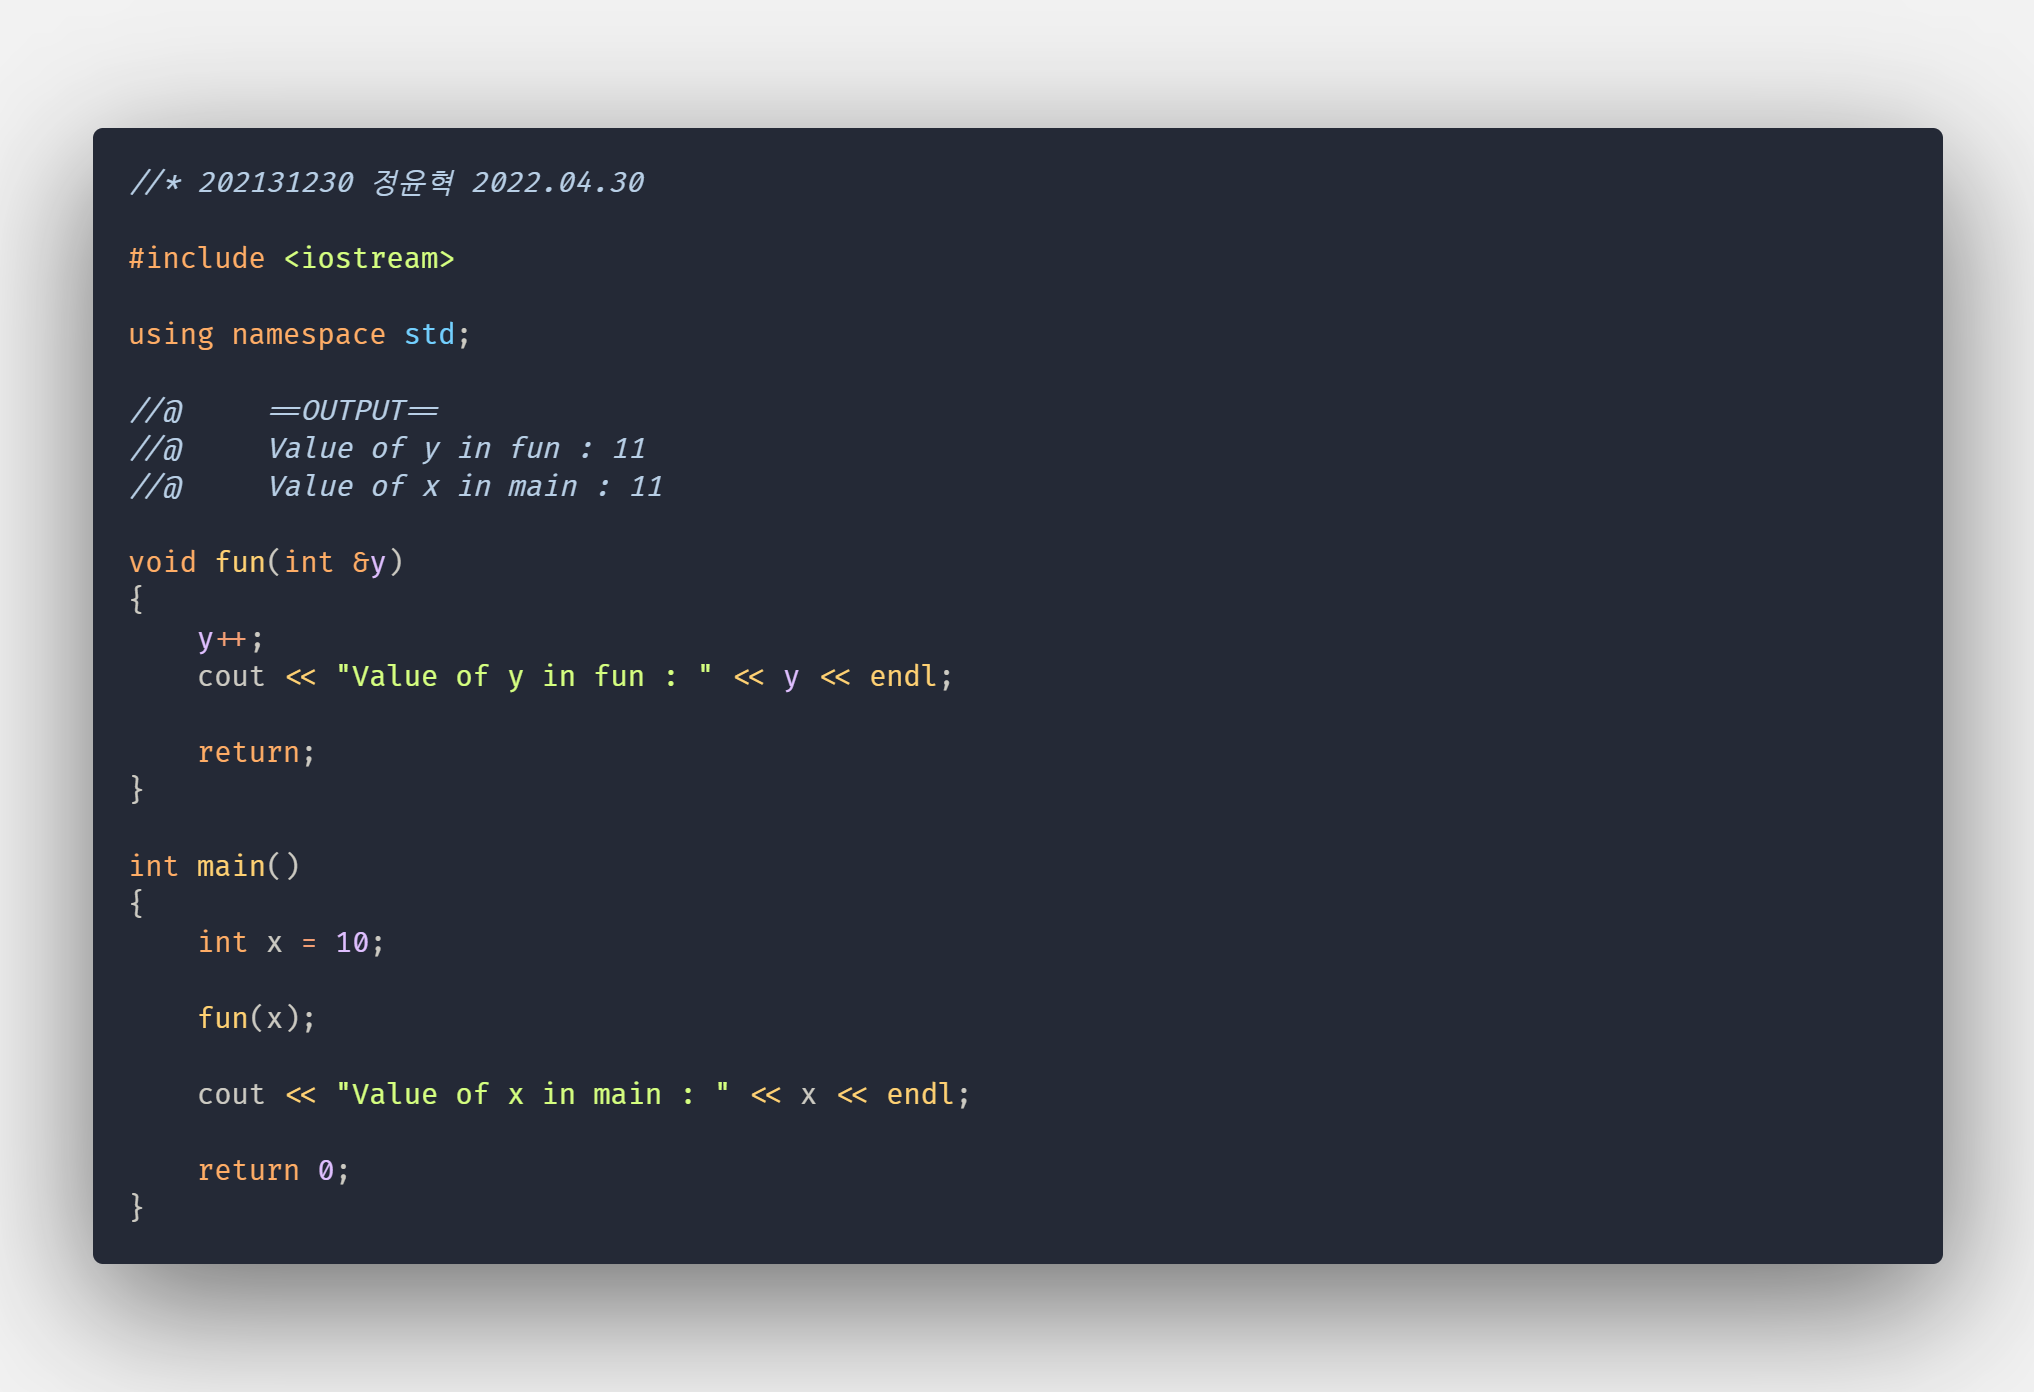 //* 202131230 정윤혁 2022.04.30
#include <iostream>
using namespace std;
//@     ==OUTPUT==
//@     Value of y in fun : 11
//@     Value of x in main : 11
void fun(int &y)
{
    y++;
    cout << "Value of y in fun : " << y << endl;
    return;
}
int main()
{
    int x = 10;
    fun(x);
    cout << "Value of x in main : " << x << endl;
    return 0;
}